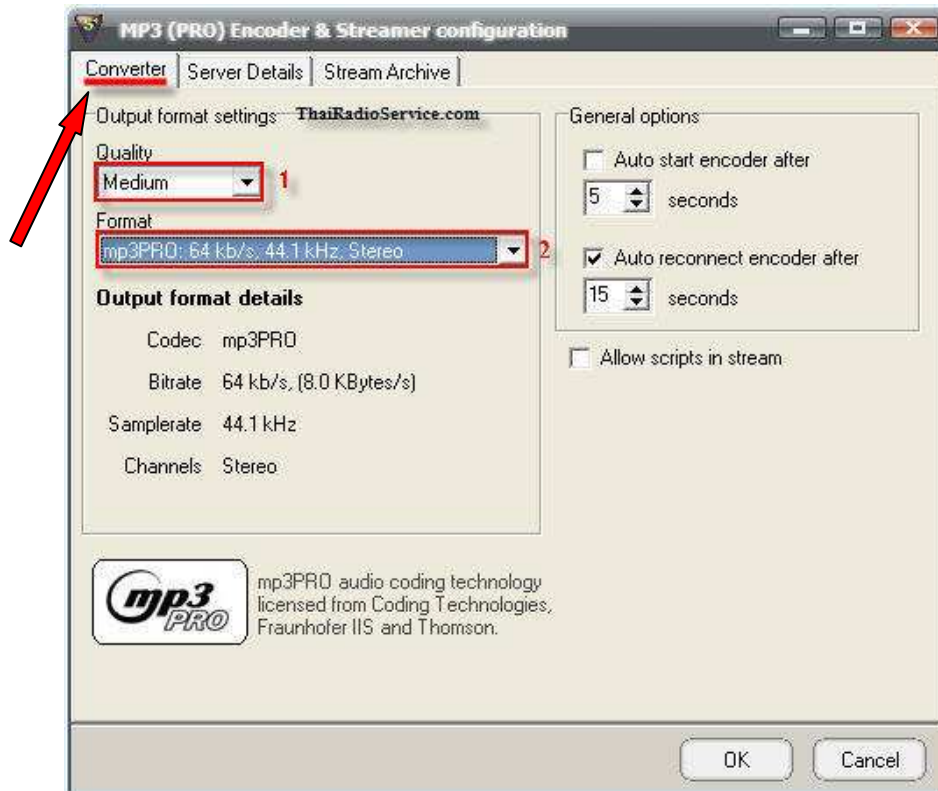 MP3 (PRO) Encoder & Streamer configuration
Converter
Server Details
Stream Archive
Output format settings
ThaiRadioService.com
Quality
Medium
1
Format
mp3PRO: 64 kb/s, 44.1 kHz, Stereo
2
Output format details
Codec mp3PRO
Bitrate 64 kb/s, (8.0 KBytes/s)
Samplerate 44.1 kHz
Channels Stereo
General options
Auto start encoder after
5 seconds
Auto reconnect encoder after
15 seconds
Allow scripts in stream
mp3
PRO
mp3PRO audio coding technology
licensed from Coding Technologies,
Fraunhofer IIS and Thomson.
OK
Cancel